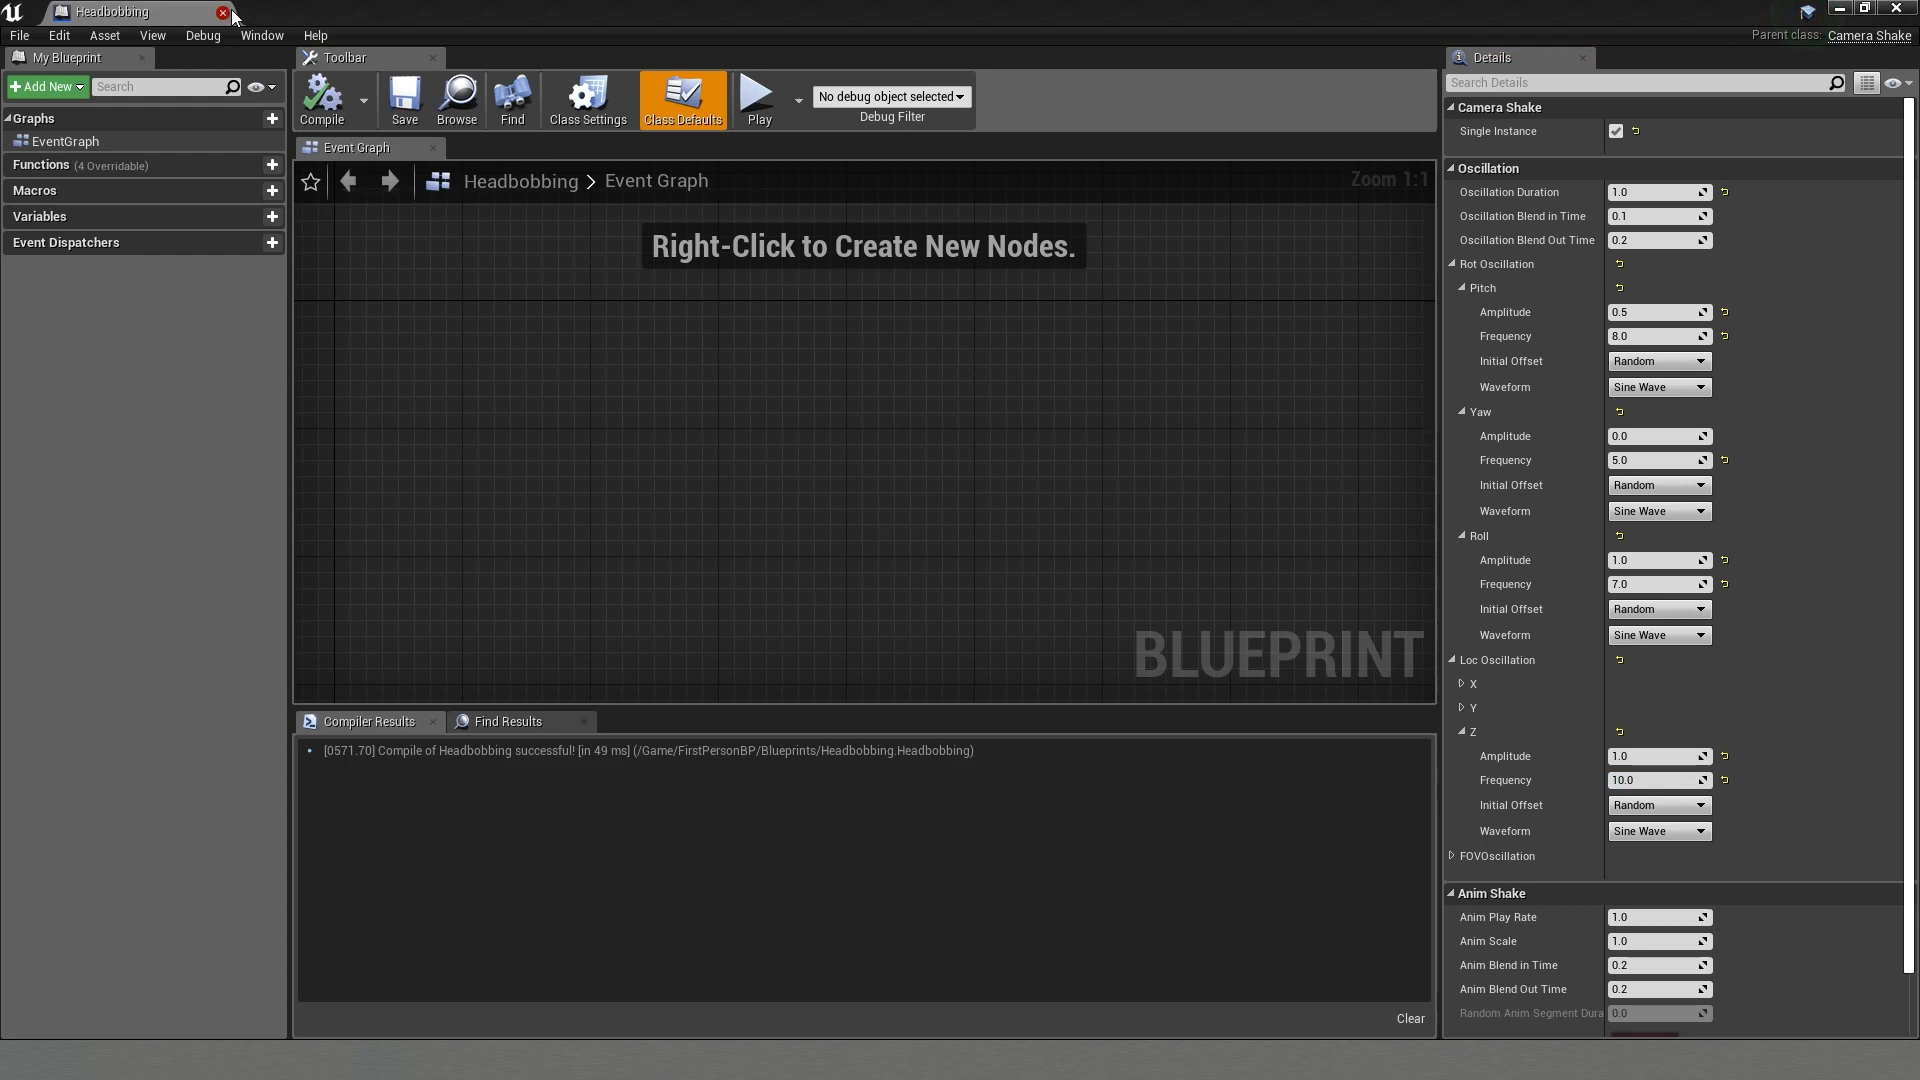 Headbobbing
File Edit Asset View Debug Window Help
Parent class: Camera Shake
My Blueprint
Add New
Search
Graphs
EventGraph
Functions (4 Overridable)
Macros
Variables
Event Dispatchers
Toolbar
Compile
Save
Browse
Find
Class Settings
Class Defaults
Play
No debug object selected
Debug Filter
Event Graph
Headbobbing > Event Graph
Zoom 1:1
Right-Click to Create New Nodes.
BLUEPRINT
Compiler Results
Find Results
• [0571.70] Compile of Headbobbing successful! [in 49 ms] (/Game/FirstPersonBP/Blueprints/Headbobbing.Headbobbing)
Clear
Details
Search Details
Camera Shake
Single Instance
Oscillation
Oscillation Duration 1.0
Oscillation Blend in Time 0.1
Oscillation Blend Out Time 0.2
Rot Oscillation
Pitch
Amplitude 0.5
Frequency 8.0
Initial Offset Random
Waveform Sine Wave
Yaw
Amplitude 0.0
Frequency 5.0
Initial Offset Random
Waveform Sine Wave
Roll
Amplitude 1.0
Frequency 7.0
Initial Offset Random
Waveform Sine Wave
Loc Oscillation
X
Y
Z
Amplitude 1.0
Frequency 10.0
Initial Offset Random
Waveform Sine Wave
FOVOscillation
Anim Shake
Anim Play Rate 1.0
Anim Scale 1.0
Anim Blend in Time 0.2
Anim Blend Out Time 0.2
Random Anim Segment Dura 0.0